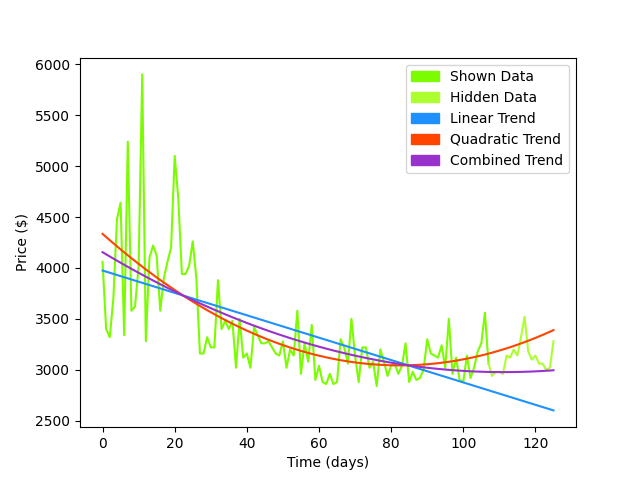 6000
5500
5000
4500
4000
3500
3000
2500
Price ($)
Shown Data
Hidden Data
Linear Trend
Quadratic Trend
Combined Trend
0 20 40 60 80 100 120
Time (days)